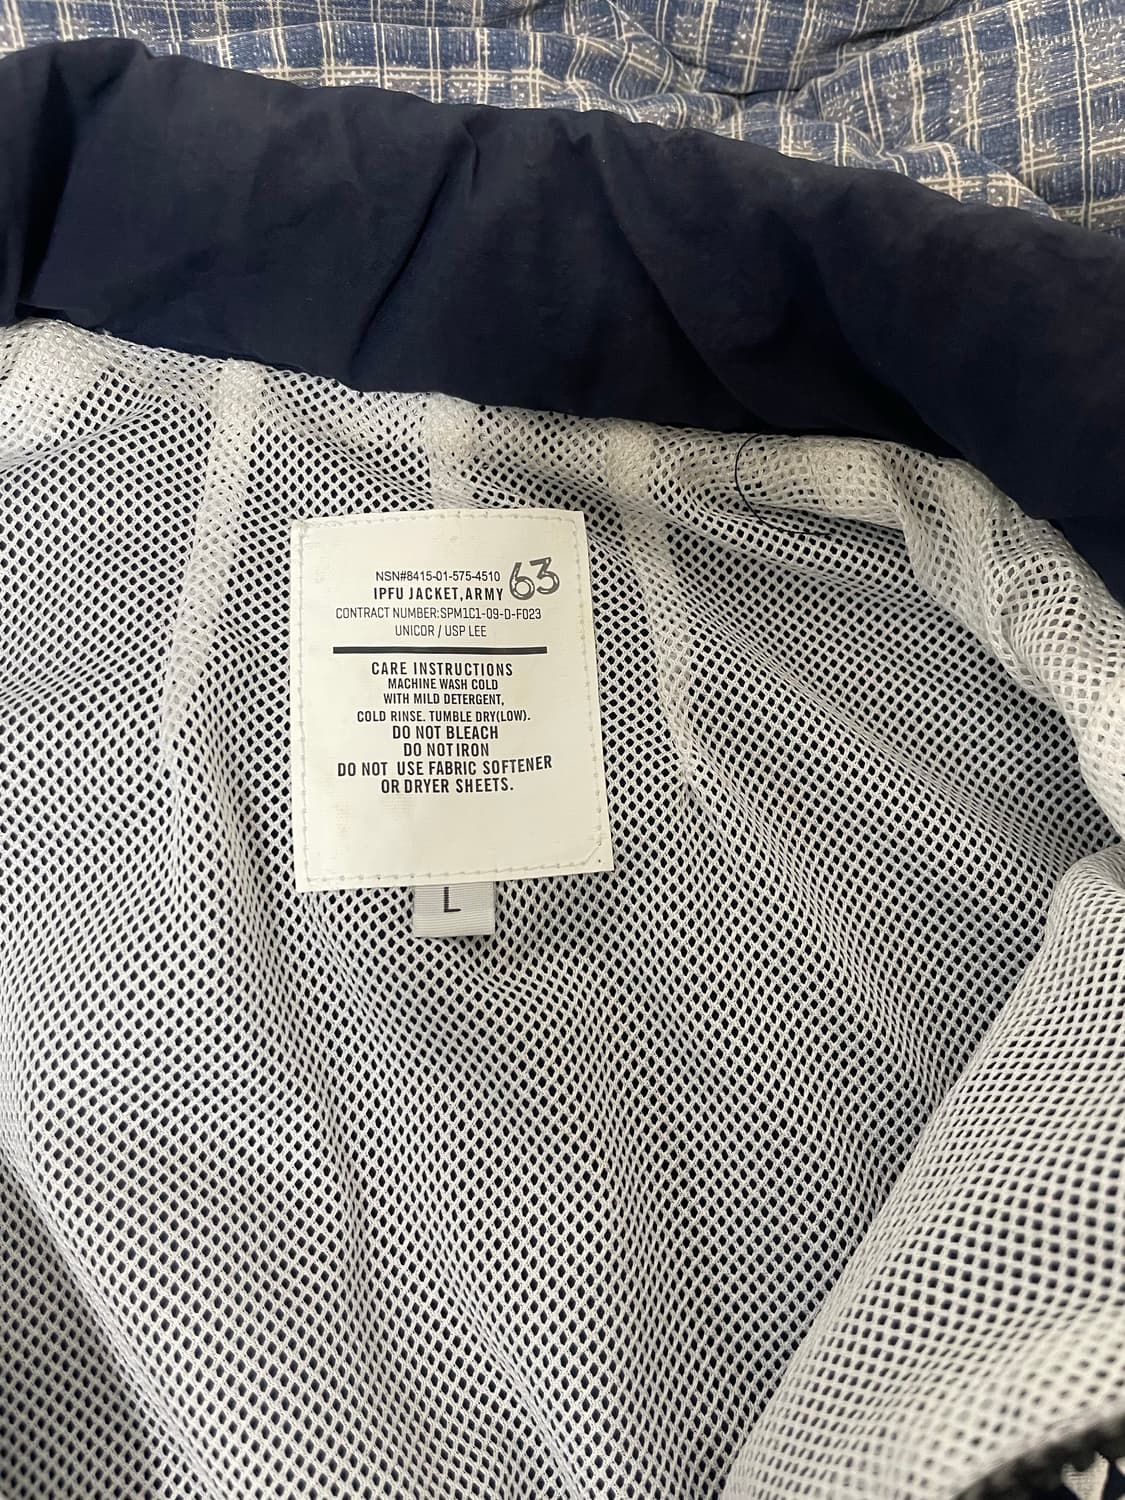 NSN#8415-01-575-4510 63
IPFU JACKET, ARMY
CONTRACT NUMBER:SPM1C1-09-D-F023
UNICOR / USP LEE
CARE INSTRUCTIONS
MACHINE WASH COLD
WITH MILD DETERGENT,
COLD RINSE. TUMBLE DRY(LOW).
DO NOT BLEACH
DO NOT IRON
DO NOT USE FABRIC SOFTENER
OR DRYER SHEETS.
L